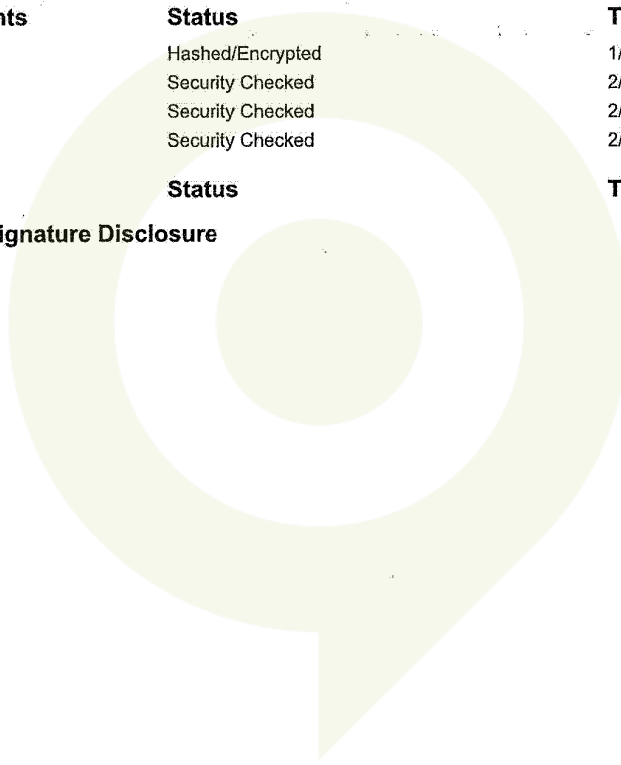 nts Status T
Hashed/Encrypted 1/
Security Checked 2/
Security Checked 2/
Security Checked 2/
Status T
ignature Disclosure